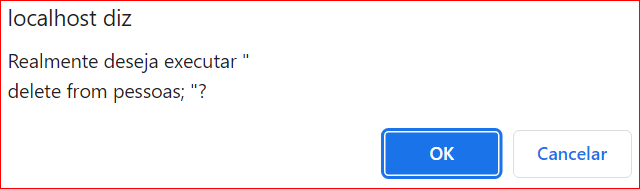 localhost diz
Realmente deseja executar "
delete from pessoas; "?
OK
Cancelar